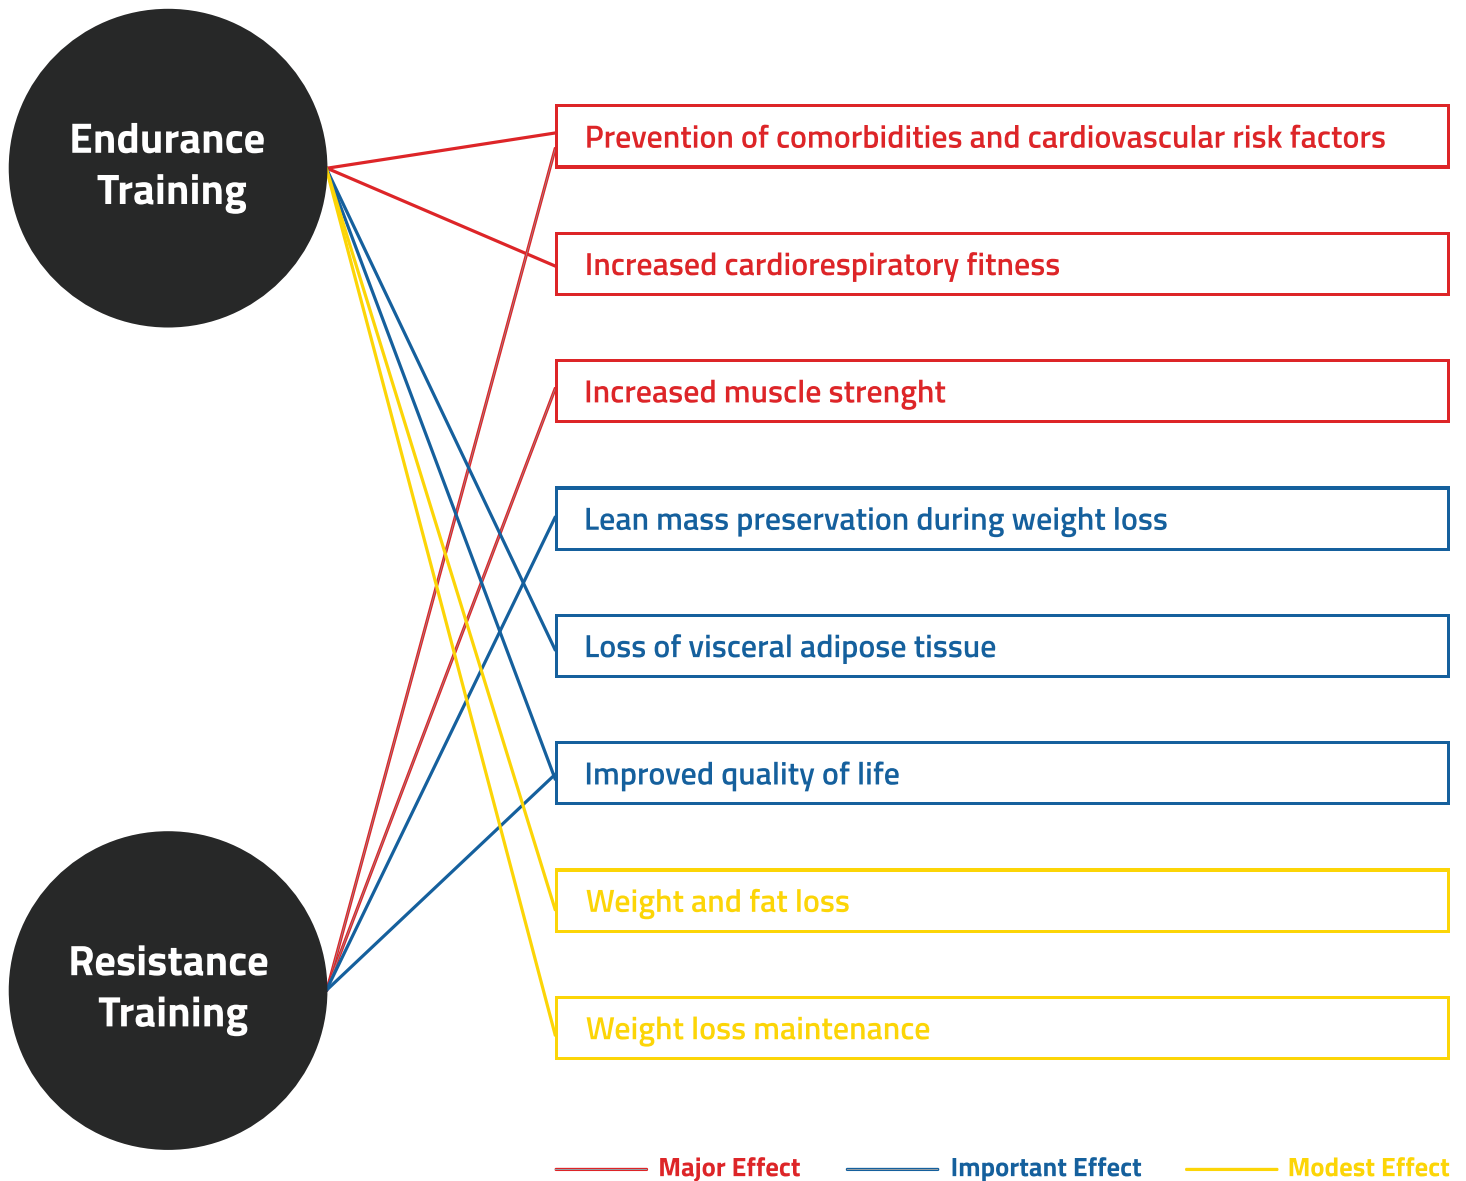 Endurance
Training
Prevention of comorbidities and cardiovascular risk factors
Increased cardiorespiratory fitness
Increased muscle strenght
Lean mass preservation during weight loss
Loss of visceral adipose tissue
Improved quality of life
Weight and fat loss
Weight loss maintenance
Resistance
Training
Major Effect
Important Effect
Modest Effect